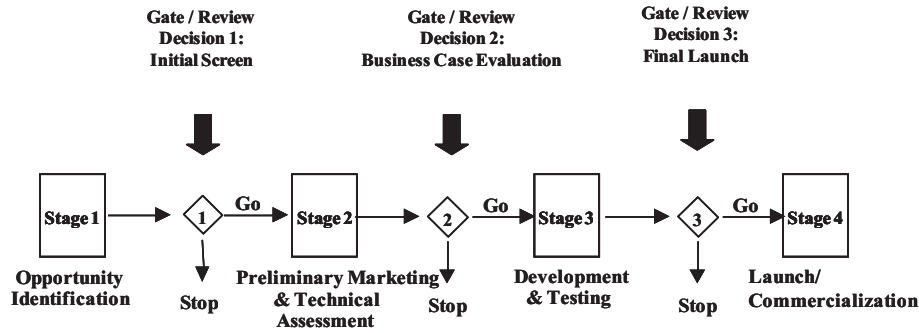 Gate / Review
Decision 1:
Initial Screen
Gate / Review
Decision 2:
Business Case Evaluation
Gate / Review
Decision 3:
Final Launch
Stage 1
1
Go
Stage 2
2
Go
Stage 3
3
Go
Stage 4
Opportunity
Identification
Stop
Preliminary Marketing
& Technical
Assessment
Stop
Development
& Testing
Stop
Launch/
Commercialization